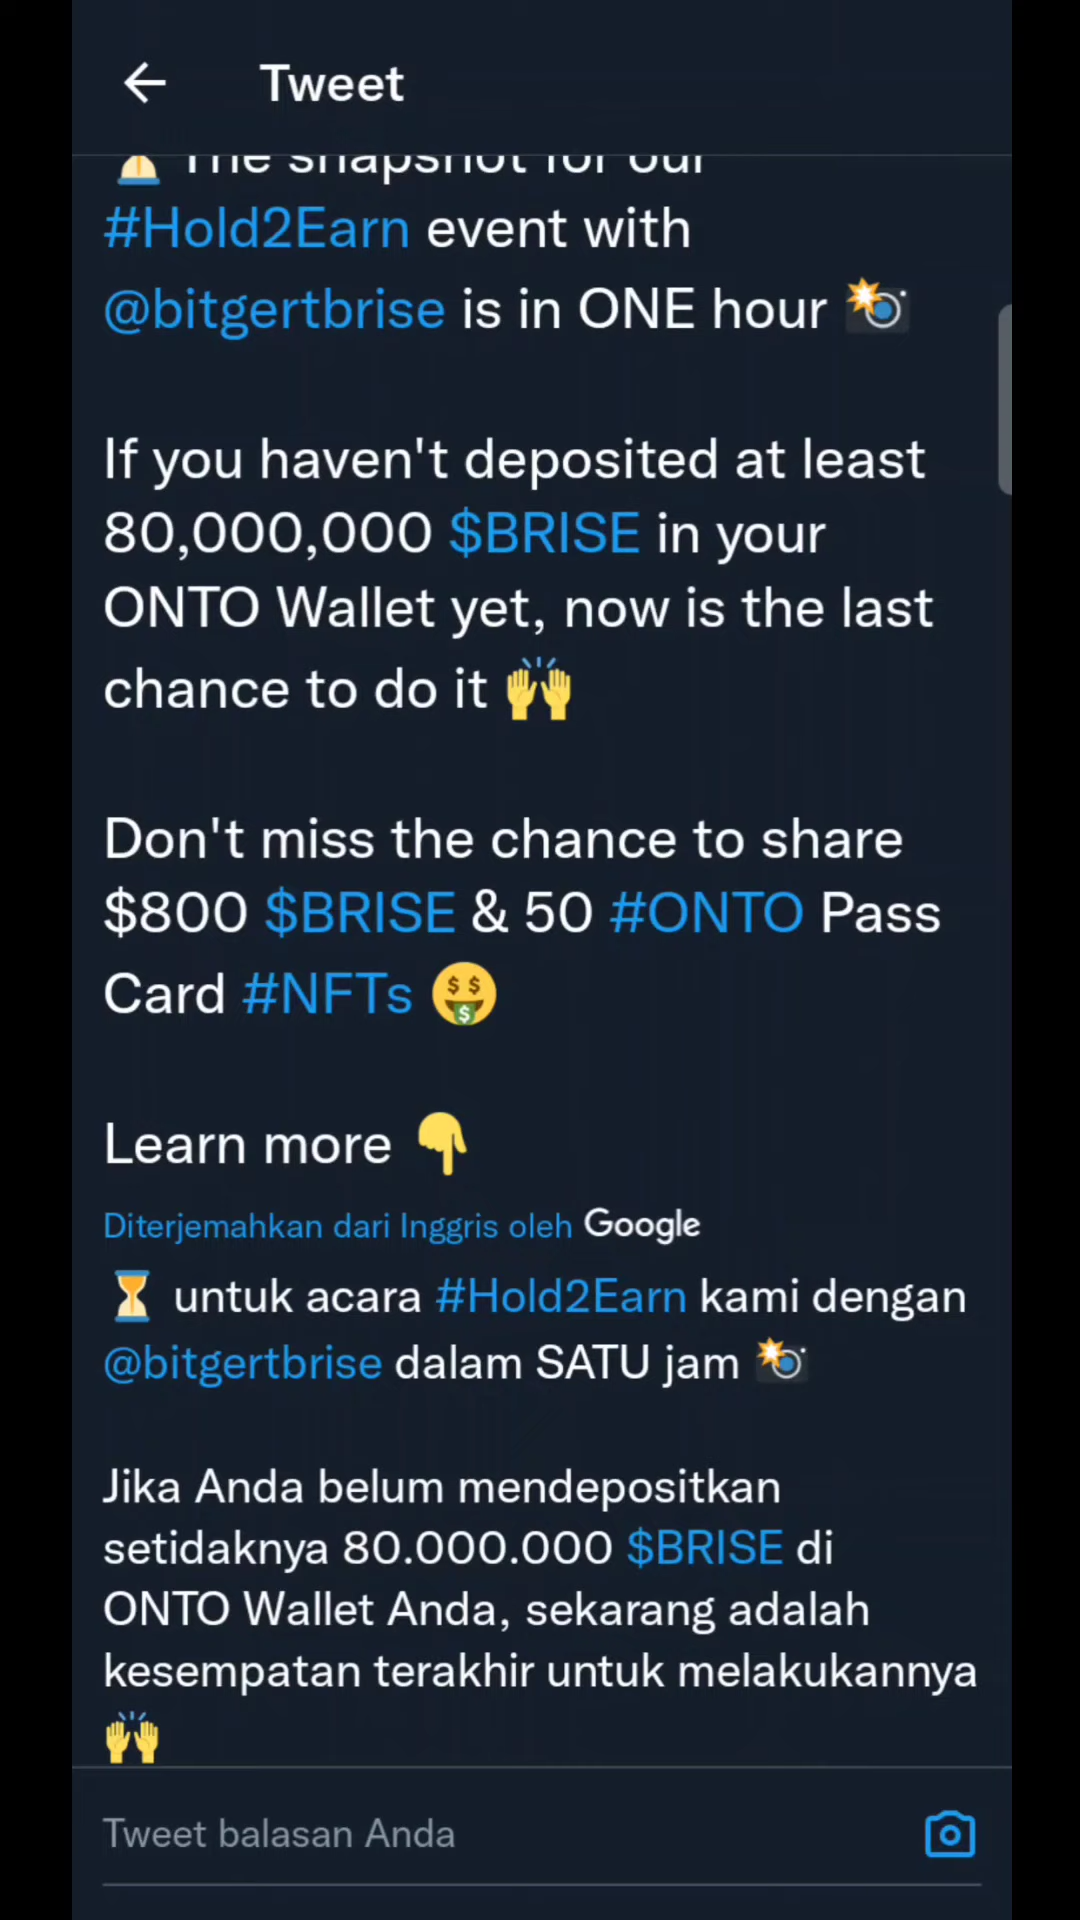 Tweet
The snapshot for our
#Hold2Earn event with
@bitgertbrise is in ONE hour
If you haven't deposited at least
80,000,000 $BRISE in your
ONTO Wallet yet, now is the last
chance to do it
Don't miss the chance to share
$800 $BRISE & 50 #ONTO Pass
Card #NFTs
Learn more
Diterjemahkan dari Inggris oleh Google
untuk acara #Hold2Earn kami dengan
@bitgertbrise dalam SATU jam
Jika Anda belum mendepositkan
setidaknya 80.000.000 $BRISE di
ONTO Wallet Anda, sekarang adalah
kesempatan terakhir untuk melakukannya
Tweet balasan Anda